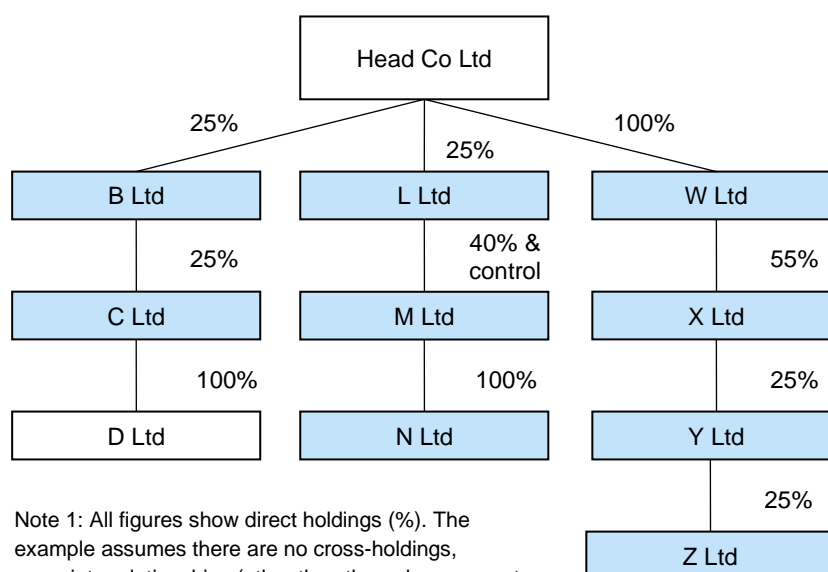 Head Co Ltd
25%
25%
100%
B Ltd
L Ltd
W Ltd
25%
40% &
control
55%
C Ltd
M Ltd
X Ltd
100%
100%
25%
D Ltd
N Ltd
Y Ltd
25%
Z Ltd
Note 1: All figures show direct holdings (%). The
example assumes there are no cross-holdings,